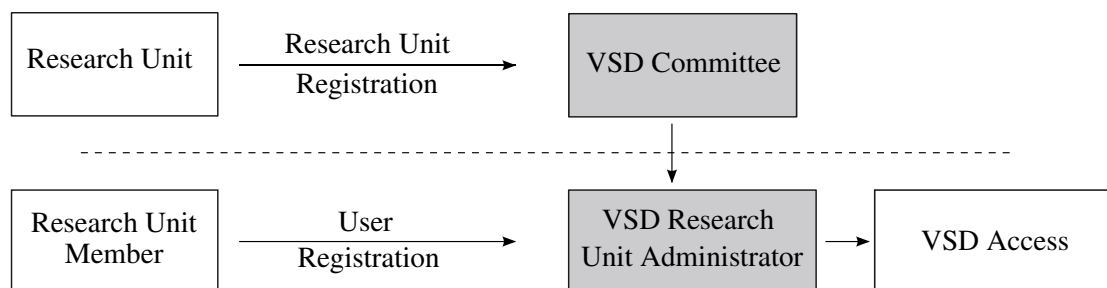 Research Unit
Research Unit
Registration
VSD Committee
Research Unit
Member
User
Registration
VSD Research
Unit Administrator
VSD Access